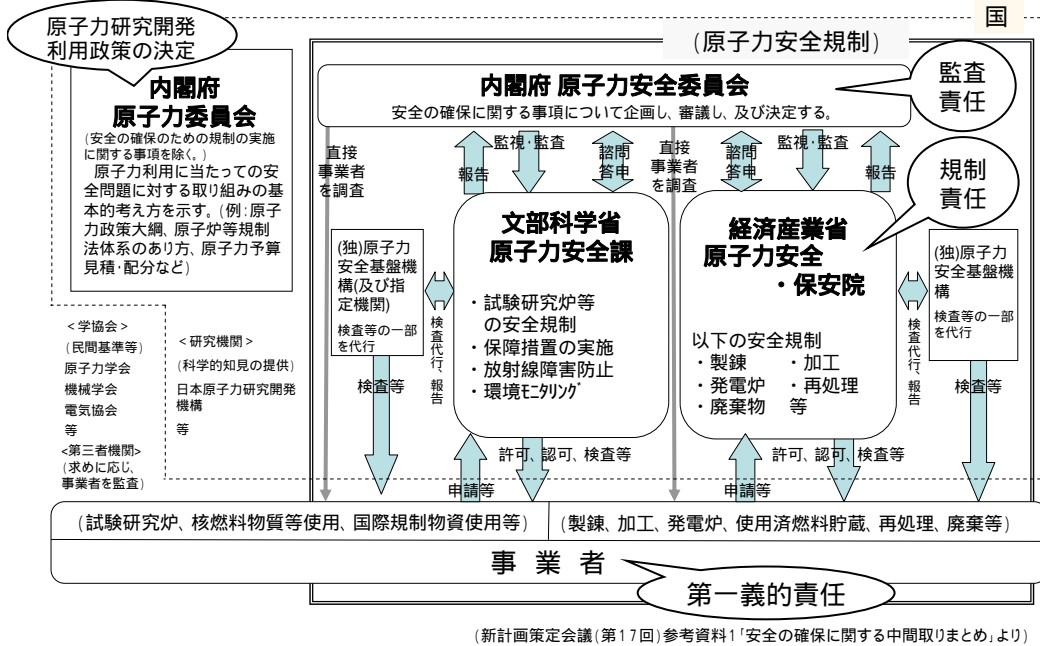 国
原子力研究開発
利用政策の決定
(原子力安全規制)
内閣府
原子力委員会
(安全の確保のための規制の実施
に関する事項を除く。)
原子力利用に当たっての安
全問題に対する取り組みの基
本的考え方を示す。(例:原子
力政策大綱、原子炉等規制
法体系のあり方、原子力予算
見積・配分など)
内閣府 原子力安全委員会
安全の確保に関する事項について企画し、審議し、及び決定する。
監査
責任
直接
事業者
を調査
報告
監視・監査
諮問
答申
直接
事業者
を調査
諮問
答申
監視・監査
報告
規制
責任
(独)原子力
安全基盤機
構(及び指
定機関)
検査等の一部
を代行
検査代行、報告
文部科学省
原子力安全課
・試験研究炉等
の安全規制
・保障措置の実施
・放射線障害防止
・環境モニタリング
経済産業省
原子力安全
・保安院
以下の安全規制
・製錬 ・加工
・発電炉 ・再処理
・廃棄物 等
検査代行、報告
(独)原子力
安全基盤機
構
検査等の一部
を代行
<学協会>
(民間基準等)
原子力学会
機械学会
電気協会
等
<第三者機関>
(求めに応じ、
事業者を監査)
<研究機関>
(科学的知見の提供)
日本原子力研究開発
機構
等
検査等
申請等
許可、認可、検査等
申請等
許可、認可、検査等
検査等
(試験研究炉、核燃料物質等使用、国際規制物資使用等)
(製錬、加工、発電炉、使用済燃料貯蔵、再処理、廃棄等)
事業者
第一義的責任
(新計画策定会議(第17回)参考資料1「安全の確保に関する中間取りまとめ」より)